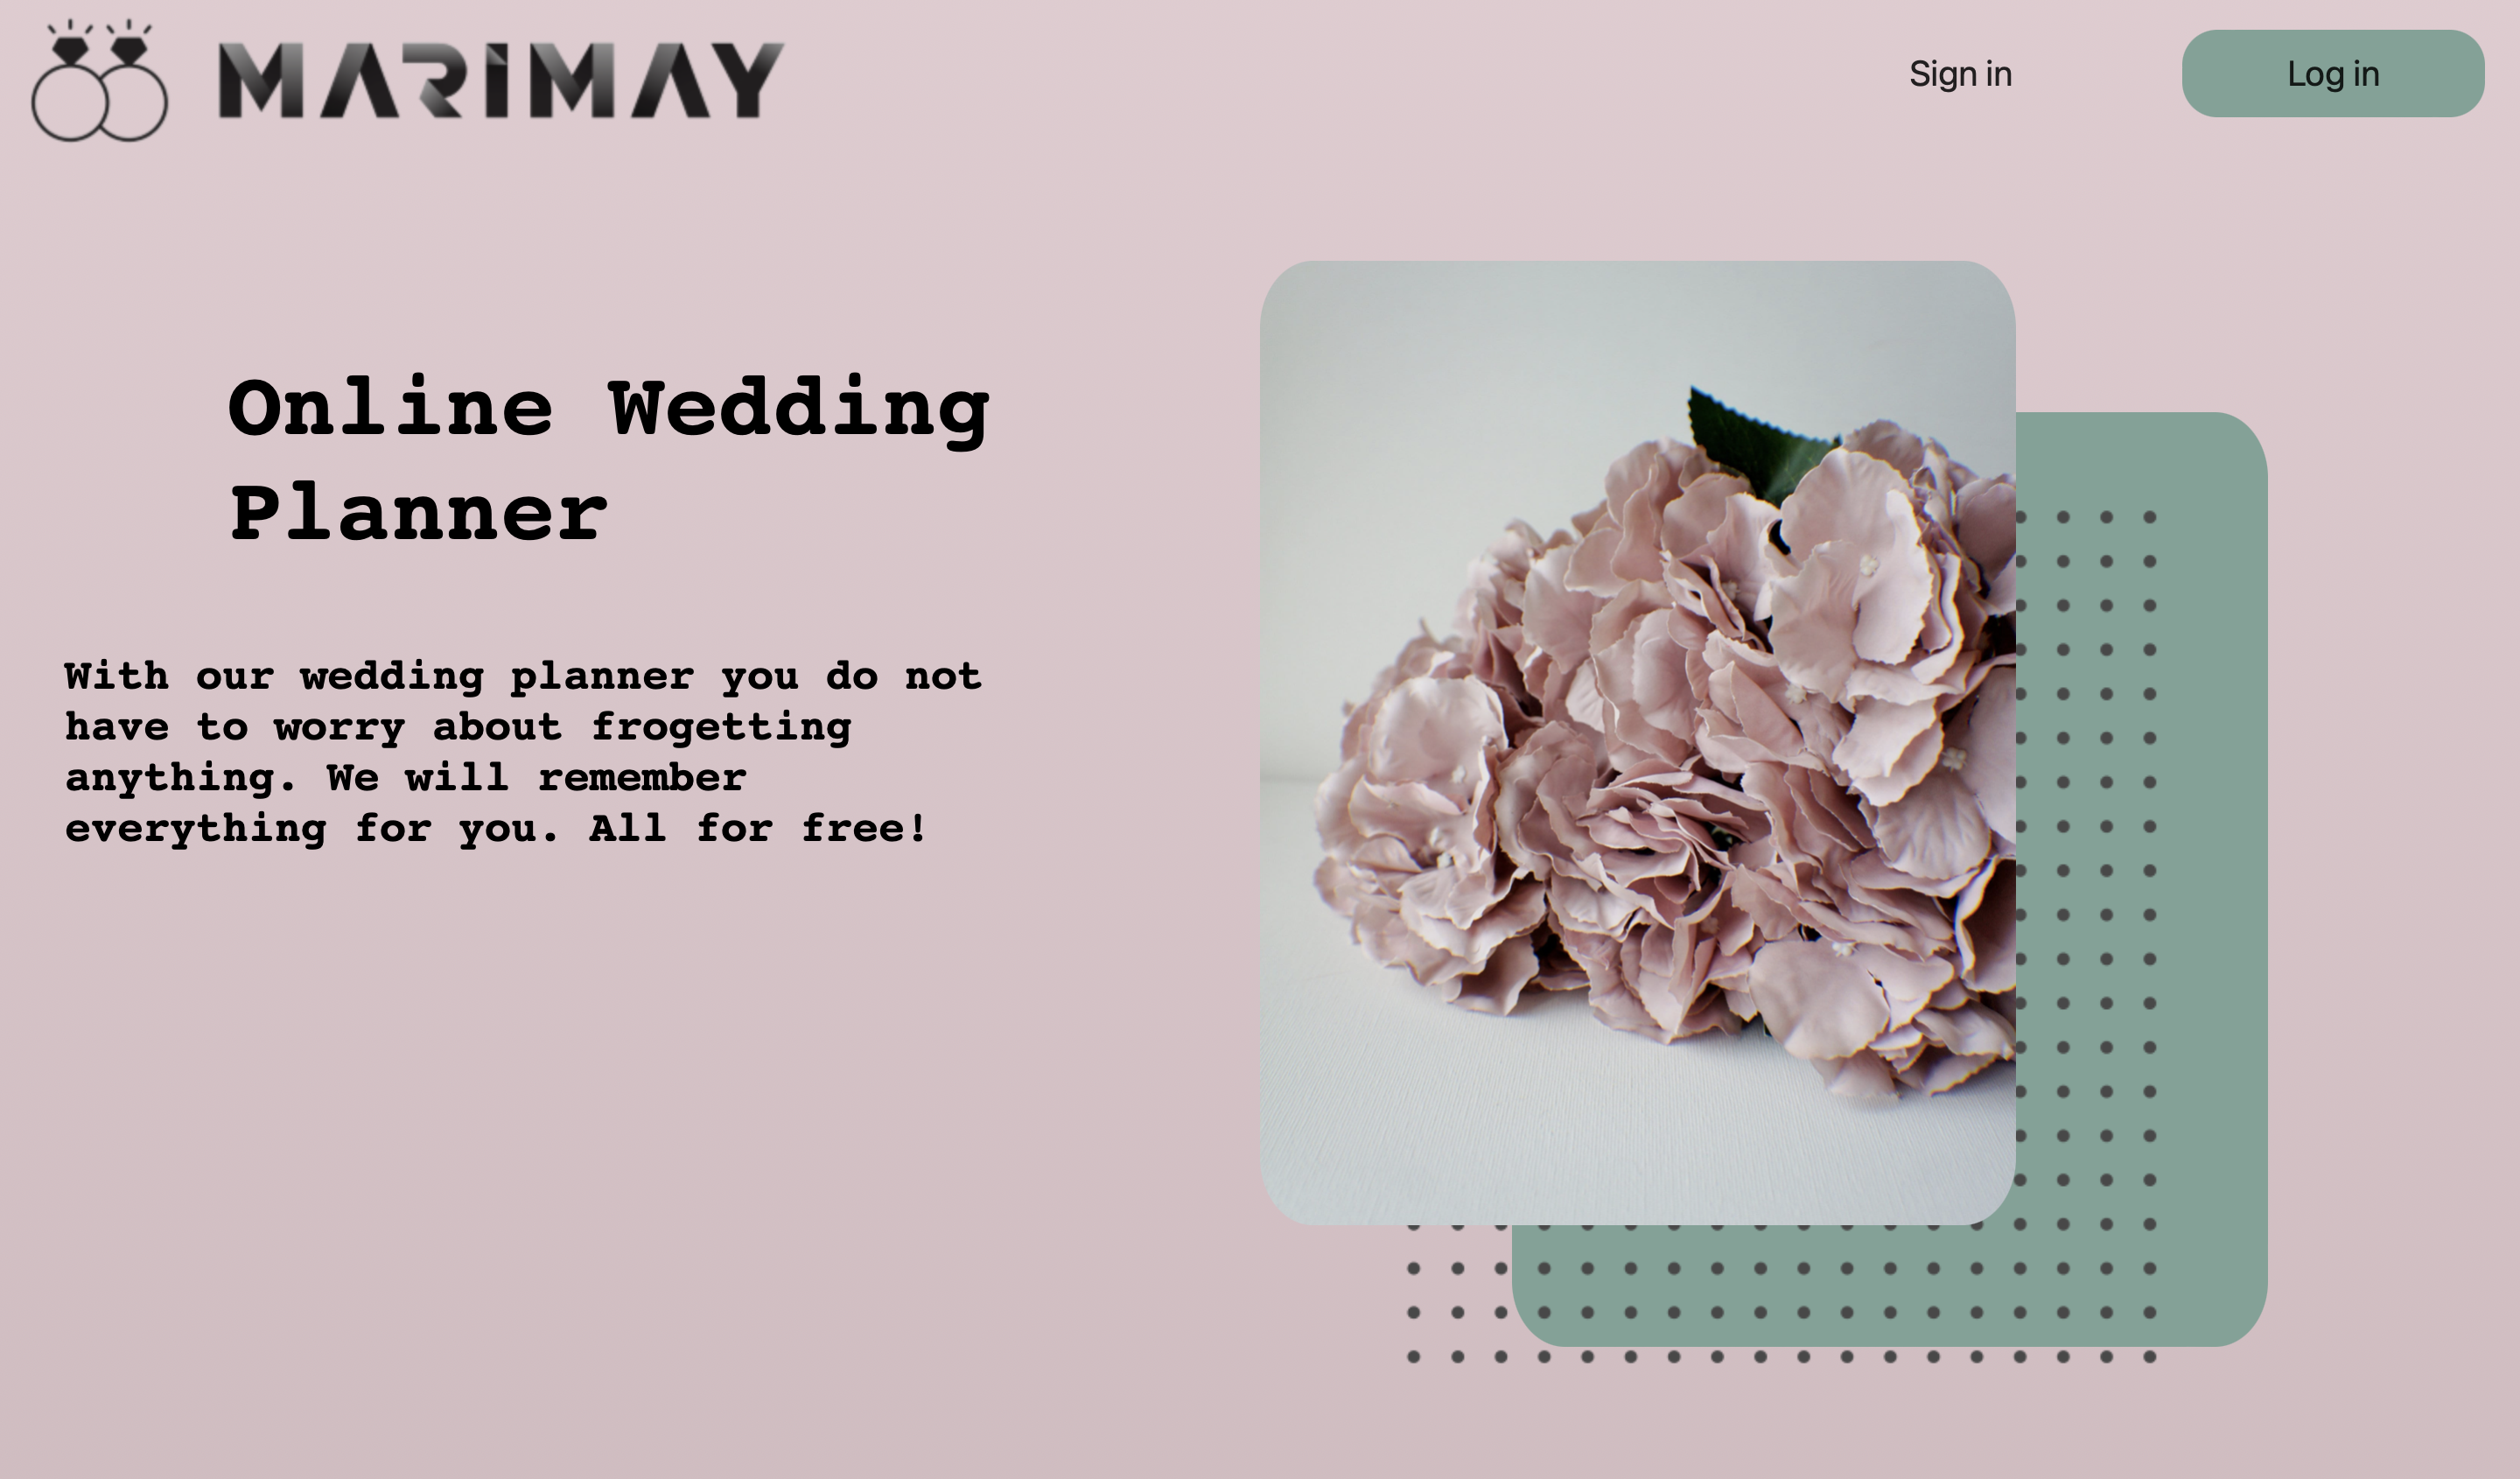 MARIMAY
Sign in
Log in
Online Wedding
Planner
With our wedding planner you do not
have to worry about frogetting
anything. We will remember
everything for you. All for free!